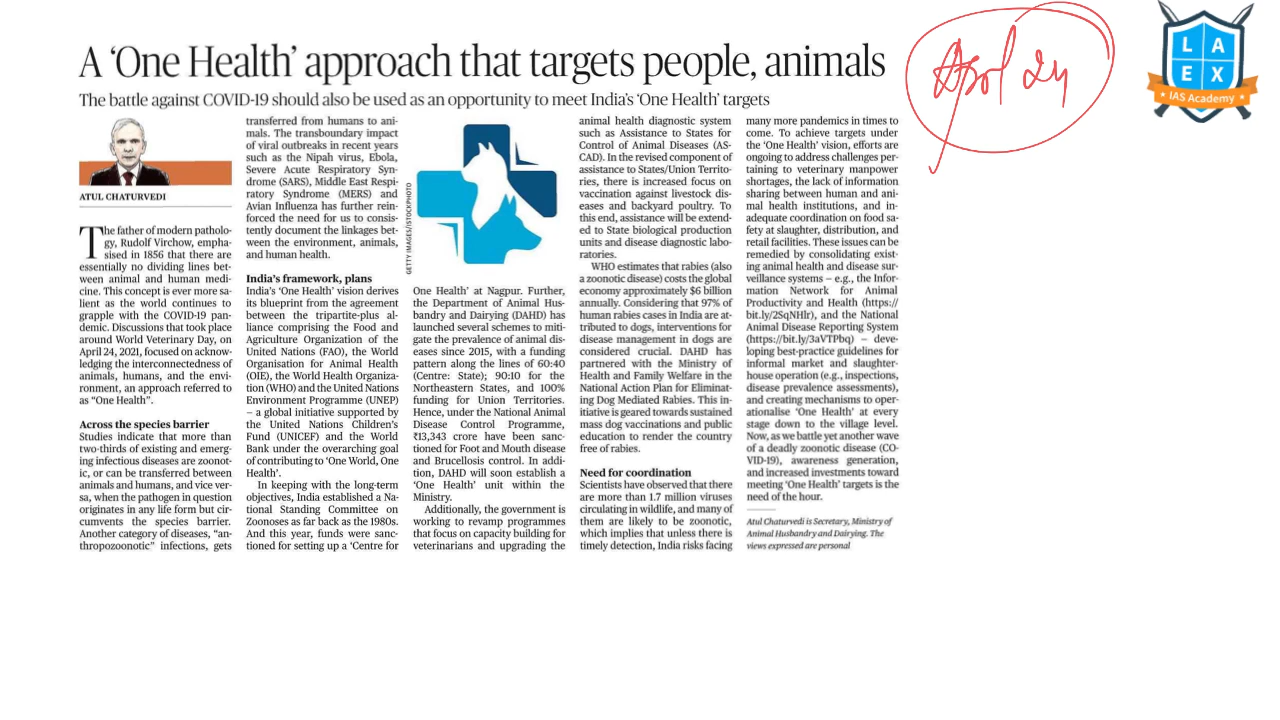 A ‘One Health’ approach that targets people, animals
The battle against COVID-19 should also be used as an opportunity to meet India’s ‘One Health’ targets
ATUL CHATURVEDI
The father of modern patholo-
gy, Rudolf Virchow, empha-
sised in 1856 that there are
essentially no dividing lines bet-
ween animal and human medi-
cine. This concept is ever more sa-
lient as the world continues to
grapple with the COVID-19 pan-
demic. Discussions that took place
around World Veterinary Day, on
April 24, 2021, focused on acknow-
ledging the interconnectedness of
animals, humans, and the envi-
ronment, an approach referred to
as “One Health”.
Across the species barrier
Studies indicate that more than
two-thirds of existing and emerg-
ing infectious diseases are zoonot-
ic, or can be transferred between
animals and humans, and vice ver-
sa, when the pathogen in question
originates in any life form but cir-
cumvents the species barrier.
Another category of diseases, “an-
thropozoonotic” infections, gets
transferred from humans to ani-
mals. The transboundary impact
of viral outbreaks in recent years
such as the Nipah virus, Ebola,
Severe Acute Respiratory Syn-
drome (SARS), Middle East Respi-
ratory Syndrome (MERS) and
Avian Influenza has further rein-
forced the need for us to consis-
tently document the linkages bet-
ween the environment, animals,
and human health.
India’s framework, plans
India’s ‘One Health’ vision derives
its blueprint from the agreement
between the tripartite-plus al-
liance comprising the Food and
Agriculture Organization of the
United Nations (FAO), the World
Organisation for Animal Health
(OIE), the World Health Organiza-
tion (WHO) and the United Nations
Environment Programme (UNEP)
– a global initiative supported by
the United Nations Children’s
Fund (UNICEF) and the World
Bank under the overarching goal
of contributing to ‘One World, One
Health’.
In keeping with the long-term
objectives, India established a Na-
tional Standing Committee on
Zoonoses as far back as the 1980s.
And this year, funds were sanc-
tioned for setting up a ‘Centre for
GETTY IMAGES/ISTOCKPHOTO
One Health’ at Nagpur. Further,
the Department of Animal Hus-
bandry and Dairying (DAHD) has
launched several schemes to miti-
gate the prevalence of animal dis-
eases since 2015, with a funding
pattern along the lines of 60:40
(Centre: State); 90:10 for the
Northeastern States, and 100%
funding for Union Territories.
Hence, under the National Animal
Disease Control Programme,
₹13,343 crore have been sanc-
tioned for Foot and Mouth disease
and Brucellosis control. In addi-
tion, DAHD will soon establish a
‘One Health’ unit within the
Ministry.
Additionally, the government is
working to revamp programmes
that focus on capacity building for
veterinarians and upgrading the
animal health diagnostic system
such as Assistance to States for
Control of Animal Diseases (AS-
CAD). In the revised component of
assistance to States/Union Territo-
ries, there is increased focus on
vaccination against livestock dis-
eases and backyard poultry. To
this end, assistance will be extend-
ed to State biological production
units and disease diagnostic labo-
ratories.
WHO estimates that rabies (also
a zoonotic disease) costs the global
economy approximately $6 billion
annually. Considering that 97% of
human rabies cases in India are at-
tributed to dogs, interventions for
disease management in dogs are
considered crucial. DAHD has
partnered with the Ministry of
Health and Family Welfare in the
National Action Plan for Eliminat-
ing Dog Mediated Rabies. This in-
itiative is geared towards sustained
mass dog vaccinations and public
education to render the country
free of rabies.
Need for coordination
Scientists have observed that there
are more than 1.7 million viruses
circulating in wildlife, and many of
them are likely to be zoonotic,
which implies that unless there is
timely detection, India risks facing
many more pandemics in times to
come. To achieve targets under
the ‘One Health’ vision, efforts are
ongoing to address challenges per-
taining to veterinary manpower
shortages, the lack of information
sharing between human and ani-
mal health institutions, and in-
adequate coordination on food sa-
fety at slaughter, distribution, and
retail facilities. These issues can be
remedied by consolidating exist-
ing animal health and disease sur-
veillance systems – e.g., the Infor-
mation Network for Animal
Productivity and Health (https://
bit.ly/2SqNHlr), and the National
Animal Disease Reporting System
(https://bit.ly/3aVTPbq) – deve-
loping best-practice guidelines for
informal market and slaughter-
house operation (e.g., inspections,
disease prevalence assessments),
and creating mechanisms to oper-
ationalise ‘One Health’ at every
stage down to the village level.
Now, as we battle yet another wave
of a deadly zoonotic disease (CO-
VID-19), awareness generation,
and increased investments toward
meeting ‘One Health’ targets is the
need of the hour.
Atul Chaturvedi is Secretary, Ministry of
Animal Husbandry and Dairying. The
views expressed are personal
L A
E X
IAS Academy